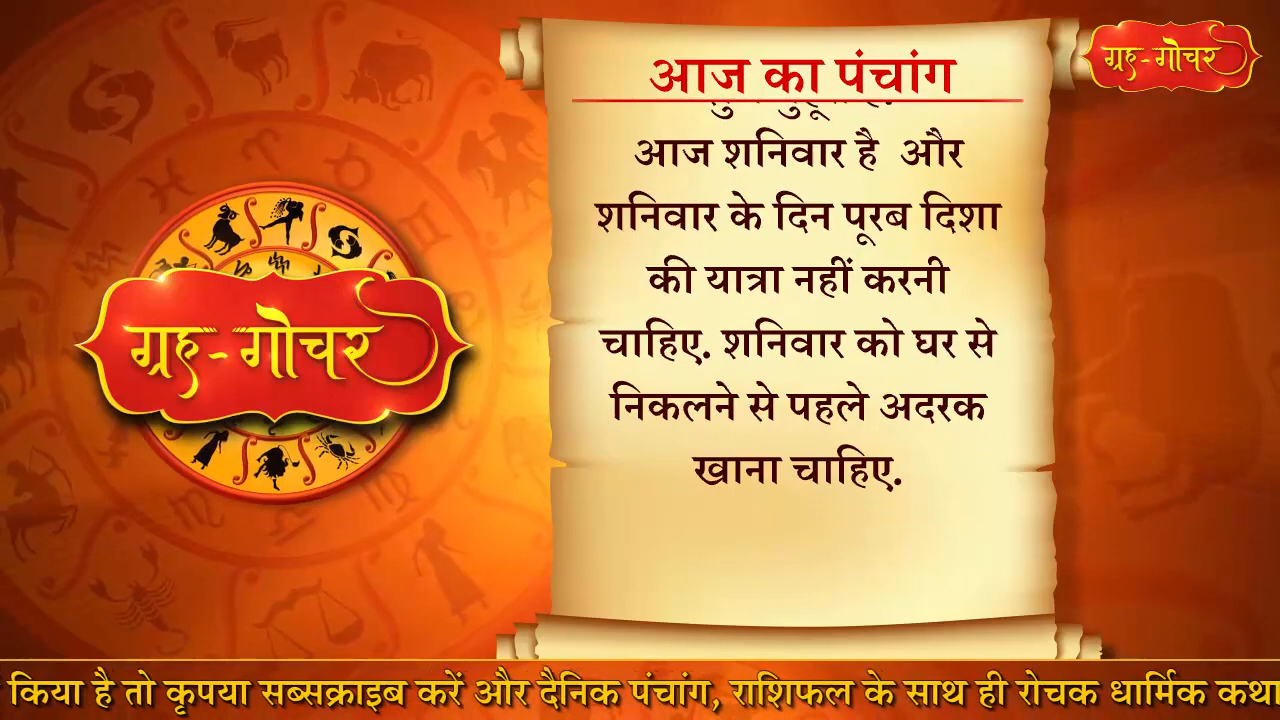 आज का पंचांग
ग्रह-गोचर
आज शनिवार है और
शनिवार के दिन पूरब दिशा
की यात्रा नहीं करनी
चाहिए. शनिवार को घर से
निकलने से पहले अदरक
खाना चाहिए.
ग्रह-गोचर
किया है तो कृपया सब्सक्राइब करें और दैनिक पंचांग, राशिफल के साथ ही रोचक धार्मिक कथा